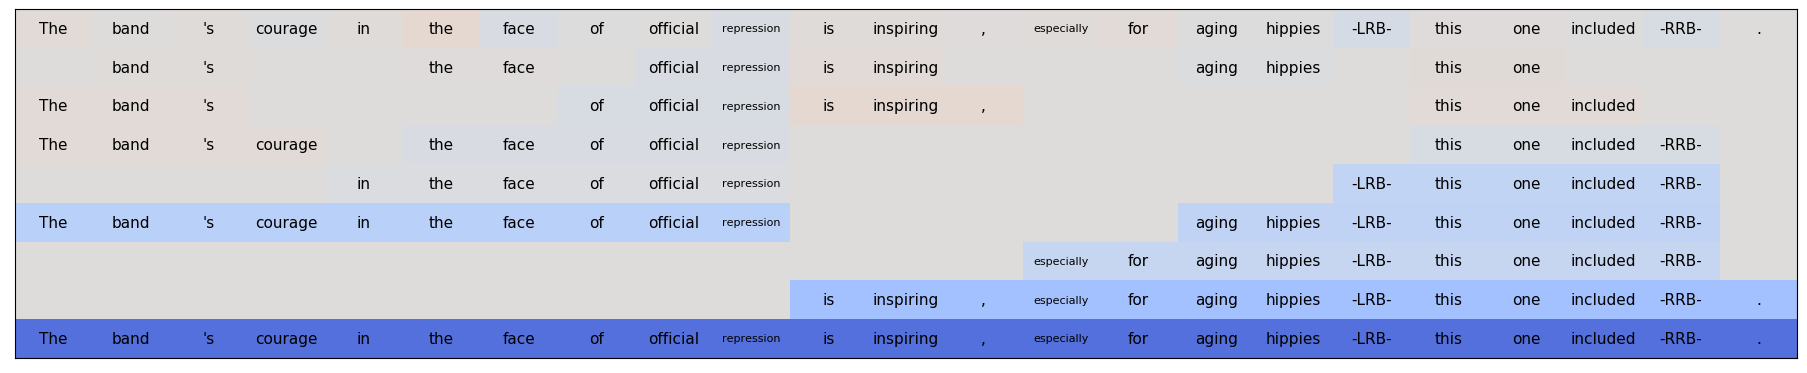 The band 's courage in the face of official repression is inspiring , especially for aging hippies -LRB- this one included -RRB- .
band 's the face official repression is inspiring aging hippies this one
The band 's of official repression is inspiring , this one included
The band 's courage the face of official repression this one included -RRB-
in the face of official repression -LRB- this one included -RRB-
The band 's courage in the face of official repression aging hippies -LRB- this one included -RRB-
especially for aging hippies -LRB- this one included -RRB-
is inspiring , especially for aging hippies -LRB- this one included -RRB- .
The band 's courage in the face of official repression is inspiring , especially for aging hippies -LRB- this one included -RRB- .